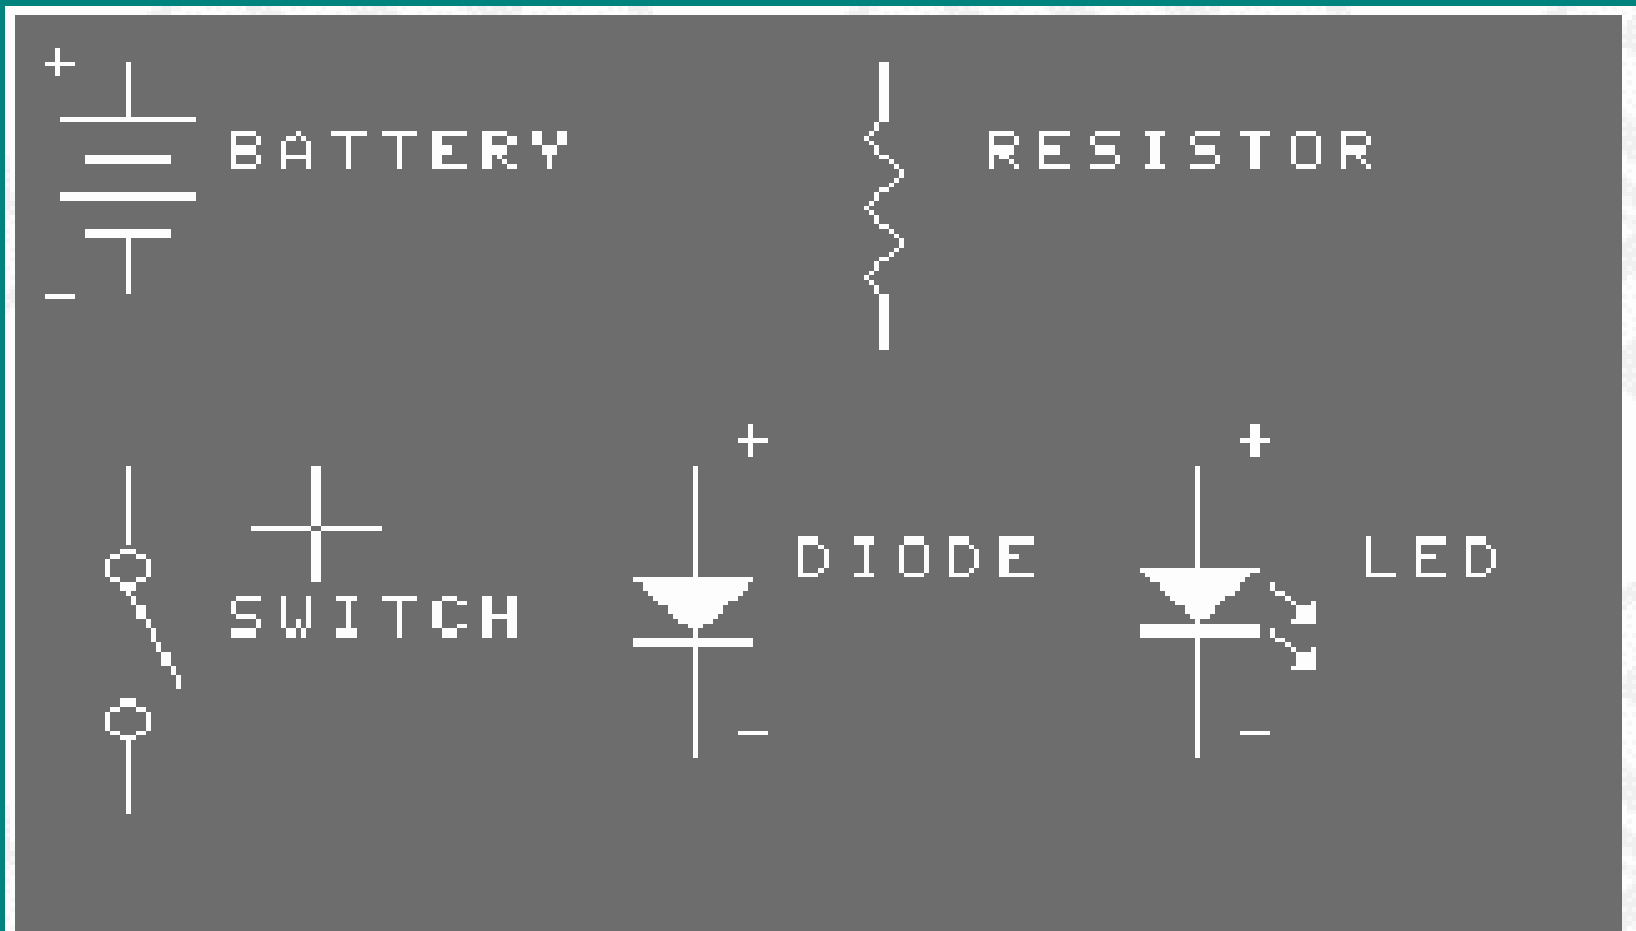 +
BATTERY
RESISTOR
−
+
+
DIODE
LED
SWITCH
−
−